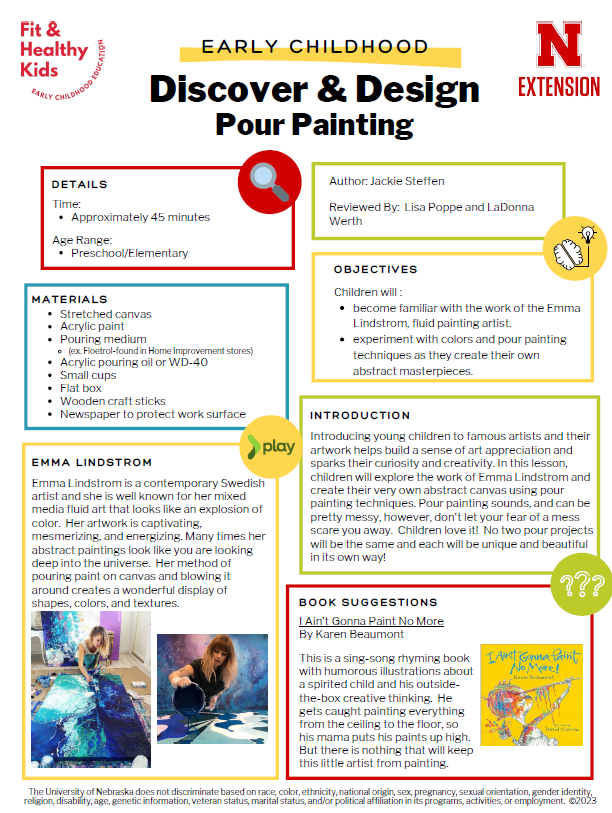 Fit &
Healthy
Kids
EARLY CHILDHOOD EDUCATION
EARLY CHILDHOOD
Discover & Design
Pour Painting
N
EXTENSION
DETAILS
Time:
• Approximately 45 minutes
Age Range:
• Preschool/Elementary
Author: Jackie Steffen
Reviewed By: Lisa Poppe and LaDonna
Werth
MATERIALS
• Stretched canvas
• Acrylic paint
• Pouring medium
○ (ex. Floetrol-found in Home Improvement stores)
• Acrylic pouring oil or WD-40
• Small cups
• Flat box
• Wooden craft sticks
• Newspaper to protect work surface
OBJECTIVES
Children will :
• become familiar with the work of the Emma
Lindstrom, fluid painting artist.
• experiment with colors and pour painting
techniques as they create their own
abstract masterpieces.
play
EMMA LINDSTROM
Emma Lindstrom is a contemporary Swedish
artist and she is well known for her mixed
media fluid art that looks like an explosion of
color. Her artwork is captivating,
mesmerizing, and energizing. Many times her
abstract paintings look like you are looking
deep into the universe. Her method of
pouring paint on canvas and blowing it
around creates a wonderful display of
shapes, colors, and textures.
INTRODUCTION
Introducing young children to famous artists and their
artwork helps build a sense of art appreciation and
sparks their curiosity and creativity. In this lesson,
children will explore the work of Emma Lindstrom and
create their very own abstract canvas using pour
painting techniques. Pour painting sounds, and can be
pretty messy, however, don't let your fear of a mess
scare you away. Children love it! No two pour projects
will be the same and each will be unique and beautiful
in its own way!
???
BOOK SUGGESTIONS
I Ain't Gonna Paint No More
By Karen Beaumont
This is a sing-song rhyming book
with humorous illustrations about
a spirited child and his outside-
the-box creative thinking. He
gets caught painting everything
from the ceiling to the floor, so
his mama puts his paints up high.
But there is nothing that will keep
this little artist from painting.
I Ain't Gonna Paint
No More!
Karen Beaumont
David Catrow
The University of Nebraska does not discriminate based on race, color, ethnicity, national origin, sex, pregnancy, sexual orientation, gender identity,
religion, disability, age, genetic information, veteran status, marital status, and/or political affiliation in its programs, activities, or employment. ©2023